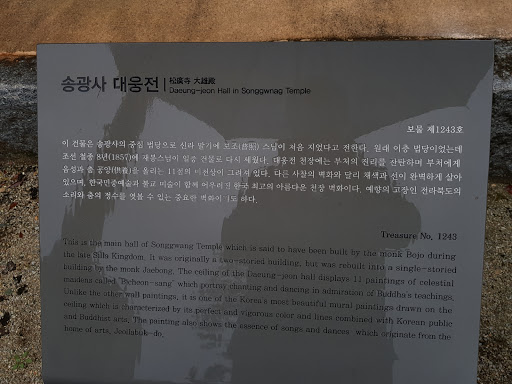 송광사 대웅전 | 松廣寺 大雄殿
Daeung-jeon Hall in Songgwnag Temple
보물 제1243호
이 건물은 송광사의 중심 법당으로 신라 말기에 보조(普照) 스님이 처음 지었다고 전한다. 원래 이층 법당이었는데
조선 철종 8년(1857)에 제봉스님이 일층 건물로 다시 세웠다. 대웅전 천장에는 부처의 진리를 찬탄하며 부처에게
음성과 춤 공양(供養)을 올리는 11점의 비천상이 그려져 있다. 다른 사찰의 벽화와 달리 채색과 선이 완벽하게 살아
있으며, 한국민중예술과 불교 미술이 함께 어우러진 한국 최고의 아름다운 천장 벽화이다. 예향의 고장인 전라북도의
소리와 춤의 정수를 엿볼 수 있는 중요한 벽화이기도 하다.
Treasure No. 1243
This is the main hall of Songgwang Temple which is said to have been built by the monk Bojo during
the late Silla Kingdom. It was originally a two-storied building, but was rebuilt into a single-storied
building by the monk Jaebong. The ceiling of the Daeung-jeon hall displays 11 paintings of celestial
maidens called "Bicheon-sang" which portray chanting and dancing in admiration of Buddha's teachings.
Unlike the other wall paintings, it is one of the Korea's most beautiful mural paintings drawn on the
ceiling which is characterized by its perfect and vigorous color and lines combined with Korean public
and Buddhist arts. The painting also shows the essence of songs and dances which originate from the
home of arts, Jeollabuk-do.